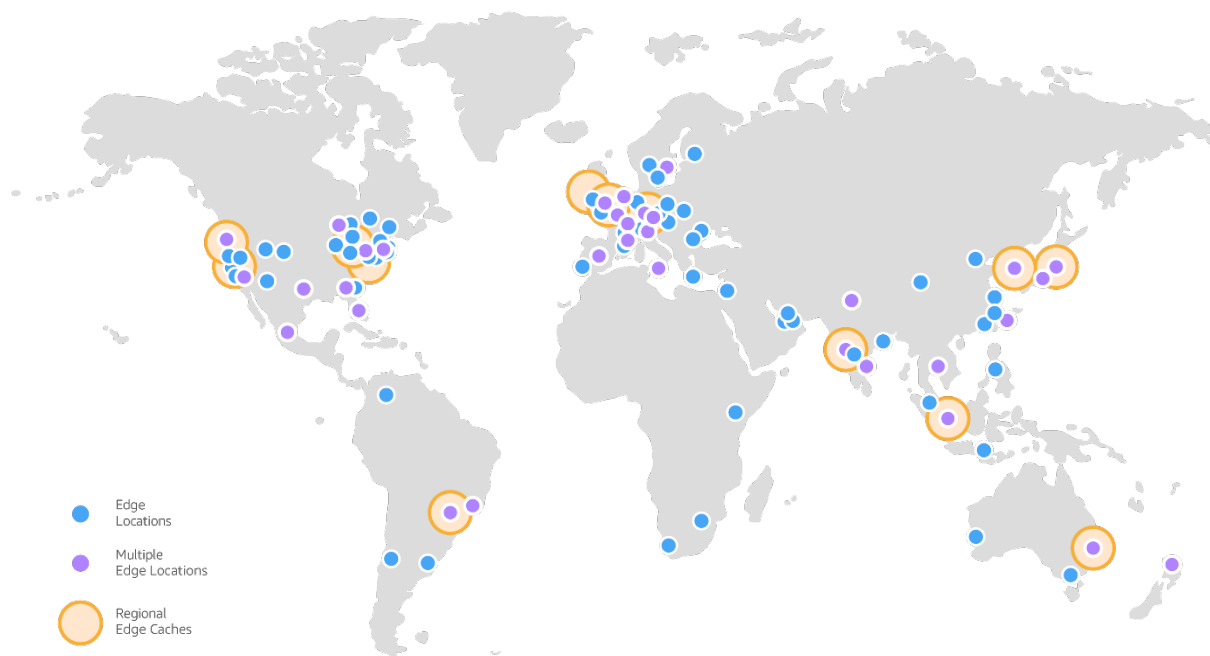 Edge
Locations
Multiple
Edge Locations
Regional
Edge Caches